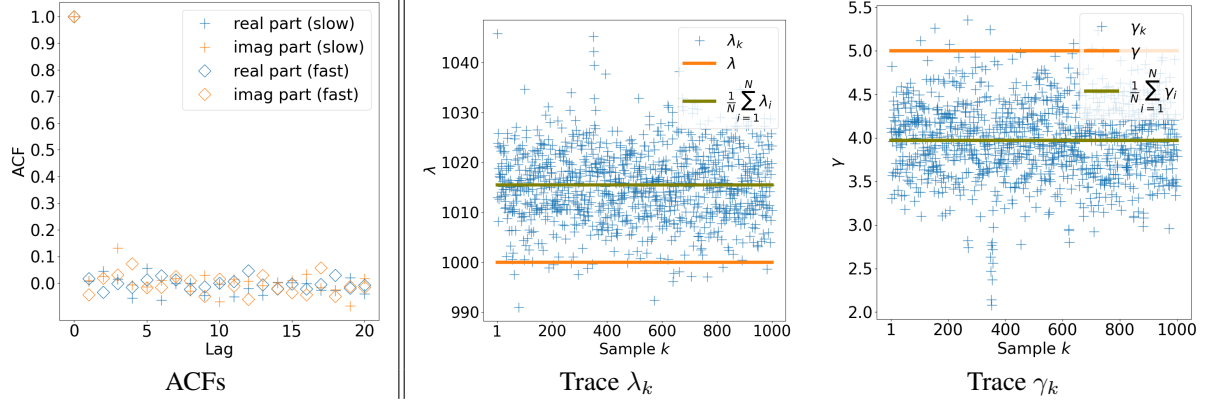 1.0
0.9
0.8
0.7
0.6
0.5
0.4
0.3
0.2
0.1
0.0
ACF
0
5
10
15
20
Lag
real part (slow)
imag part (slow)
real part (fast)
imag part (fast)
ACFs
1040
1030
1020
1010
1000
990
λ
1
200
400
600
800
1000
Sample k
λ_k
λ
1/N ∑_{i=1}^{N} λ_i
Trace λ_k
5.5
5.0
4.5
4.0
3.5
3.0
2.5
2.0
γ
1
200
400
600
800
1000
Sample k
γ_k
γ
1/N ∑_{i=1}^{N} γ_i
Trace γ_k